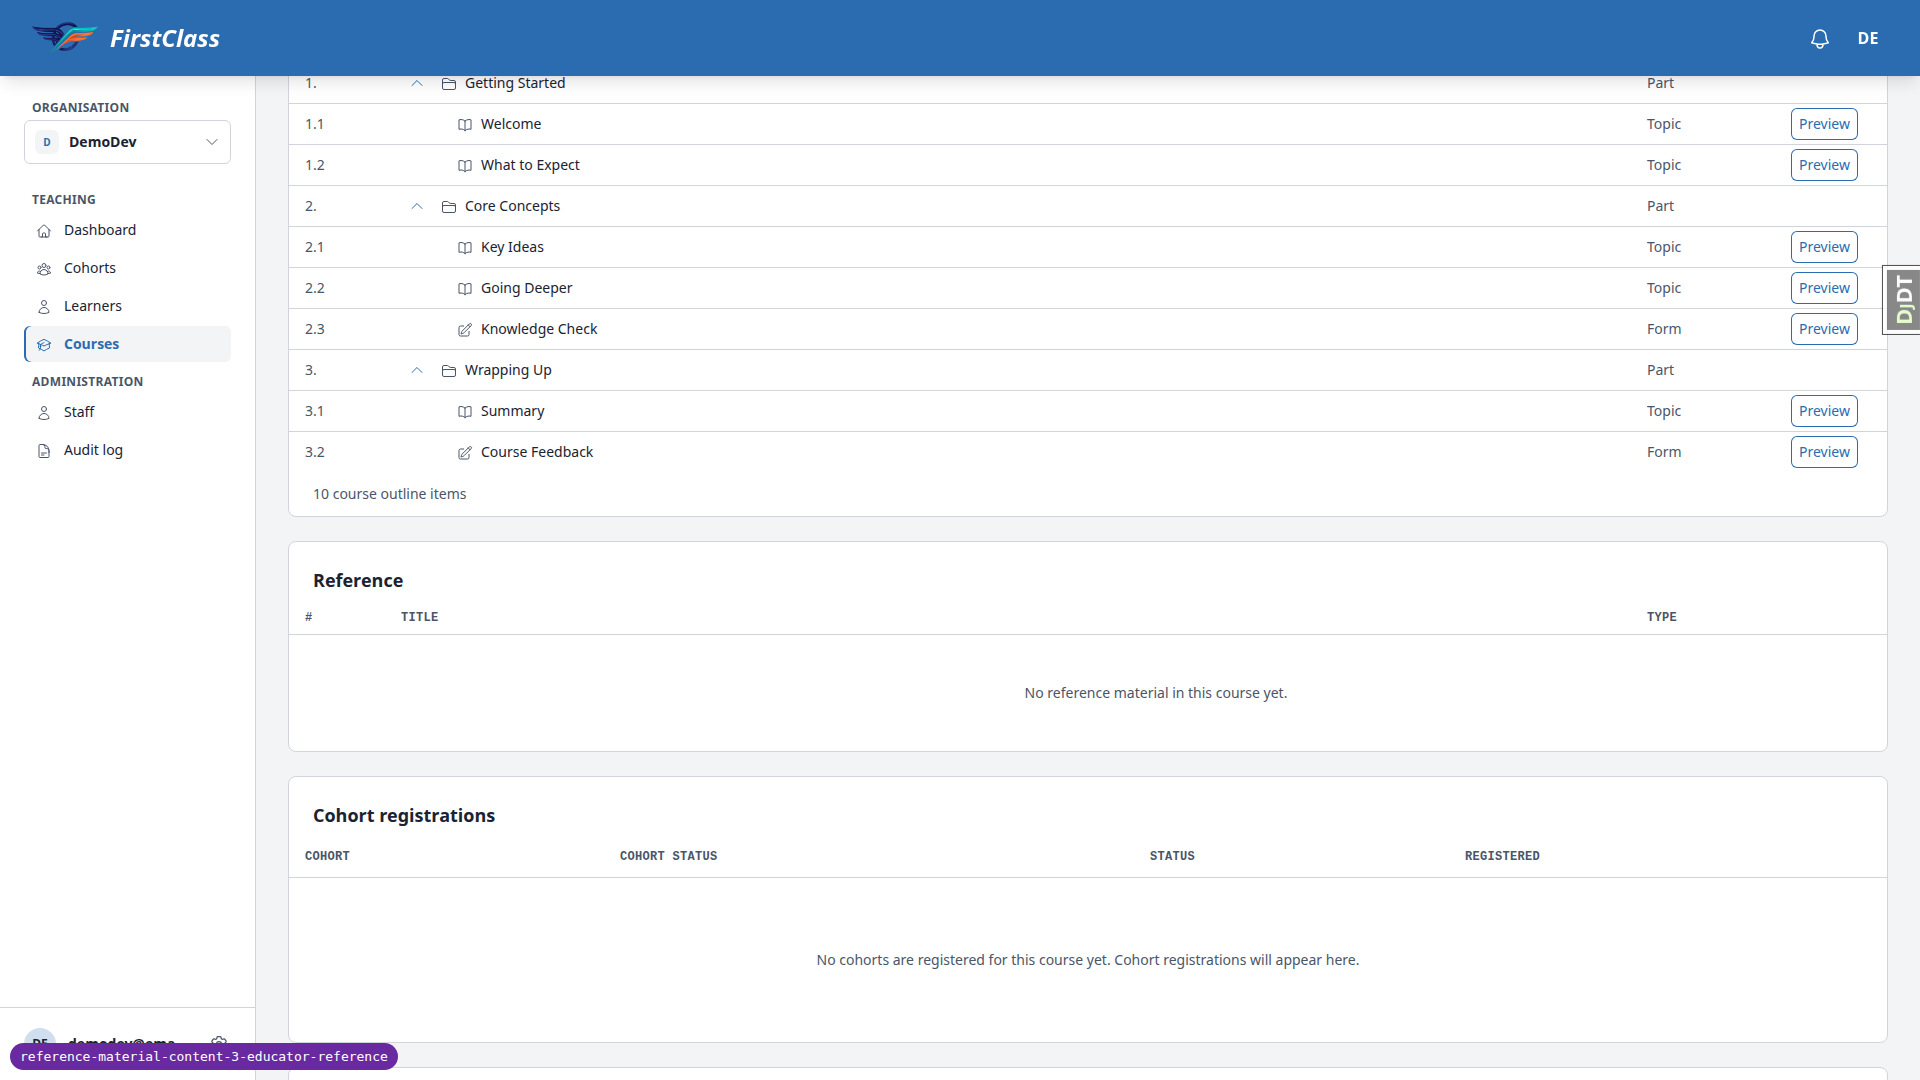 FirstClass
DE
ORGANISATION
D DemoDev
TEACHING
Dashboard
Cohorts
Learners
Courses
ADMINISTRATION
Staff
Audit log
1. Getting Started Part
1.1 Welcome Topic Preview
1.2 What to Expect Topic Preview
2. Core Concepts Part
2.1 Key Ideas Topic Preview
2.2 Going Deeper Topic Preview
2.3 Knowledge Check Form Preview
3. Wrapping Up Part
3.1 Summary Topic Preview
3.2 Course Feedback Form Preview
10 course outline items
DjDT
Reference
# TITLE TYPE
No reference material in this course yet.
Cohort registrations
COHORT COHORT STATUS STATUS REGISTERED
No cohorts are registered for this course yet. Cohort registrations will appear here.
reference-material-content-3-educator-reference